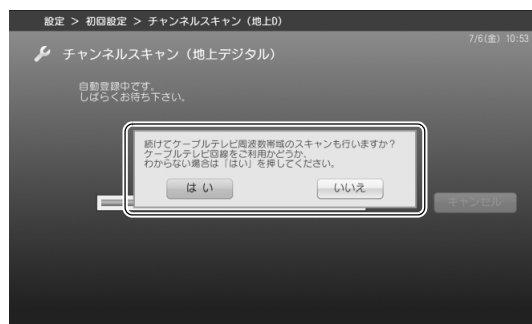 設定 > 初回設定 > チャンネルスキャン（地上D）
7/6(金) 10:53
チャンネルスキャン（地上デジタル）
自動登録中です。
しばらくお待ち下さい。
続けてケーブルテレビ周波数帯域のスキャンも行いますか？
ケーブルテレビ回線をご利用かどうか、
わからない場合は「はい」を押してください。
はい
いいえ
キャンセル